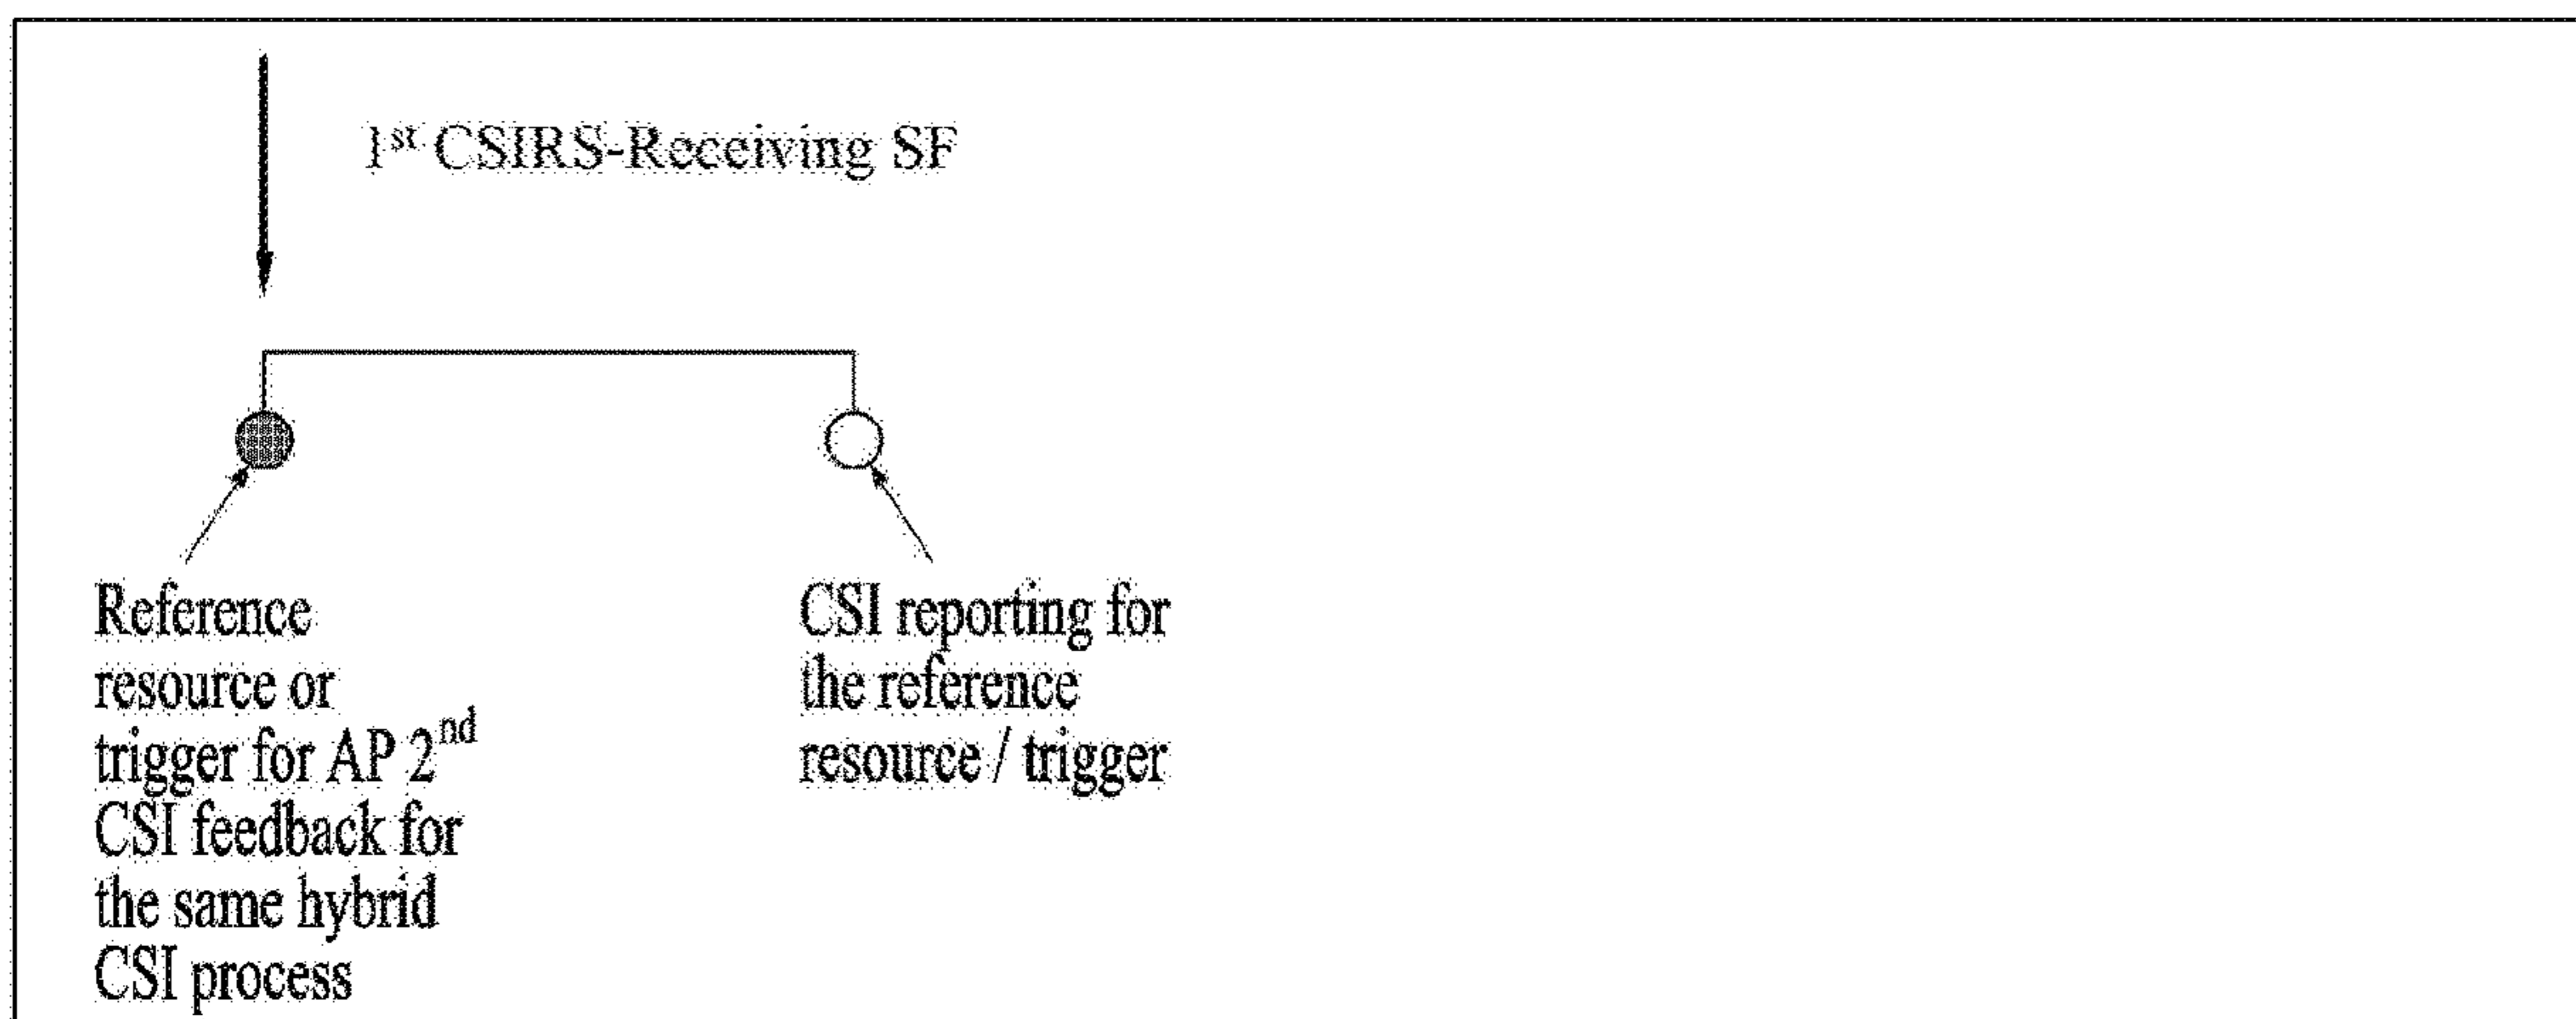 1st CSIRS-Receiving SF
Reference
resource or
trigger for AP 2nd
CSI feedback for
the same hybrid
CSI process
CSI reporting for
the reference
resource / trigger